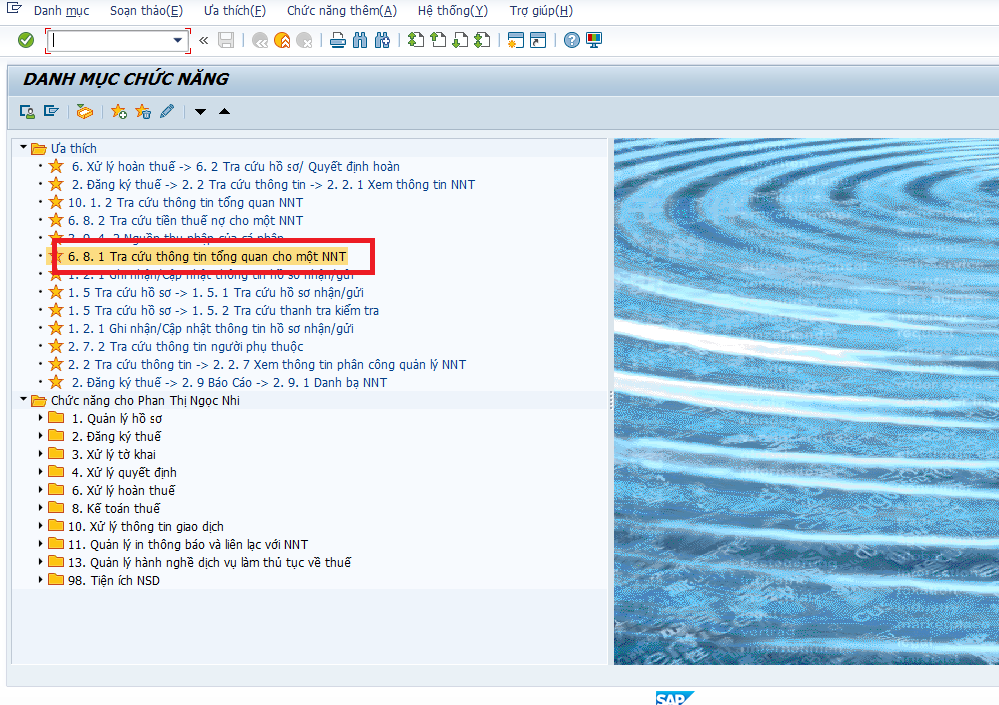 Danh mục Soạn thảo(E) Ưa thích(F) Chức năng thêm(A) Hệ thống(Y) Trợ giúp(H)
DANH MỤC CHỨC NĂNG
Ưa thích
6. Xử lý hoàn thuế -> 6. 2 Tra cứu hồ sơ/ Quyết định hoàn
2. Đăng ký thuế -> 2. 2 Tra cứu thông tin -> 2. 2. 1 Xem thông tin NNT
10. 1. 2 Tra cứu thông tin tổng quan NNT
6. 8. 2 Tra cứu tiền thuế nợ cho một NNT
Nguồn thu nhập của cá nhân
6. 8. 1 Tra cứu thông tin tổng quan cho một NNT
1. 2. 1 Ghi nhận/Cập nhật thông tin hồ sơ nhận/gửi
1. 5 Tra cứu hồ sơ -> 1. 5. 1 Tra cứu hồ sơ nhận/gửi
1. 5 Tra cứu hồ sơ -> 1. 5. 2 Tra cứu thanh tra kiểm tra
1. 2. 1 Ghi nhận/Cập nhật thông tin hồ sơ nhận/gửi
2. 7. 2 Tra cứu thông tin người phụ thuộc
2. 2 Tra cứu thông tin -> 2. 2. 7 Xem thông tin phân công quản lý NNT
2. Đăng ký thuế -> 2. 9 Báo Cáo -> 2. 9. 1 Danh bạ NNT
Chức năng cho Phan Thị Ngọc Nhi
1. Quản lý hồ sơ
2. Đăng ký thuế
3. Xử lý tờ khai
4. Xử lý quyết định
6. Xử lý hoàn thuế
8. Kế toán thuế
10. Xử lý thông tin giao dịch
11. Quản lý in thông báo và liên lạc với NNT
13. Quản lý hành nghề dịch vụ làm thủ tục về thuế
98. Tiện ích NSD
SAP